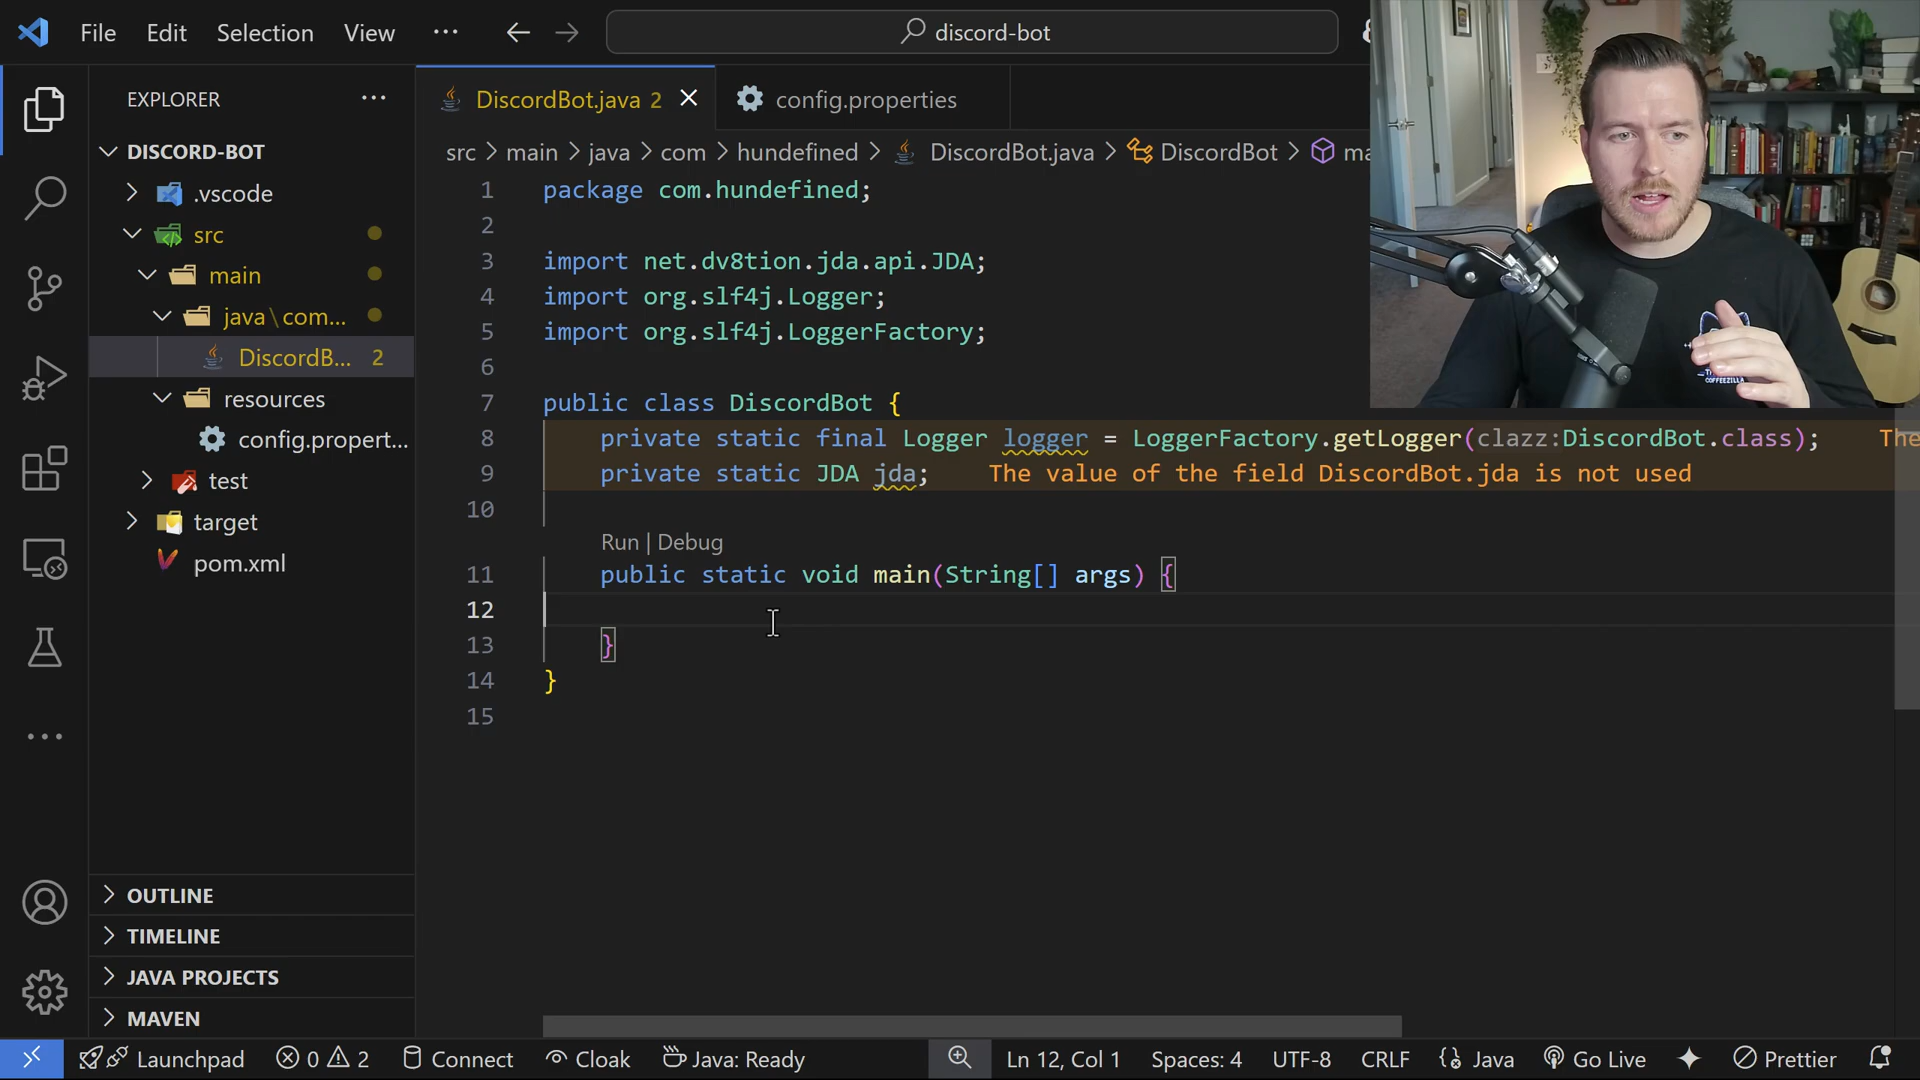 File Edit Selection View ··· discord-bot
EXPLORER ···
DiscordBot.java 2 config.properties
src > main > java > com > hundefined > DiscordBot.java > DiscordBot > ma
DISCORD-BOT
.vscode
src
main
java\com...
DiscordB... 2
resources
config.propert...
test
target
pom.xml
OUTLINE
TIMELINE
JAVA PROJECTS
MAVEN
1 package com.hundefined;
2
3 import net.dv8tion.jda.api.JDA;
4 import org.slf4j.Logger;
5 import org.slf4j.LoggerFactory;
6
7 public class DiscordBot {
8 private static final Logger logger = LoggerFactory.getLogger(clazz:DiscordBot.class); The
9 private static JDA jda; The value of the field DiscordBot.jda is not used
10
Run | Debug
11 public static void main(String[] args) {
12
13 }
14 }
15
COFFEEZILLA
Launchpad 0 2 Connect Cloak Java: Ready Ln 12, Col 1 Spaces: 4 UTF-8 CRLF {} Java Go Live Prettier